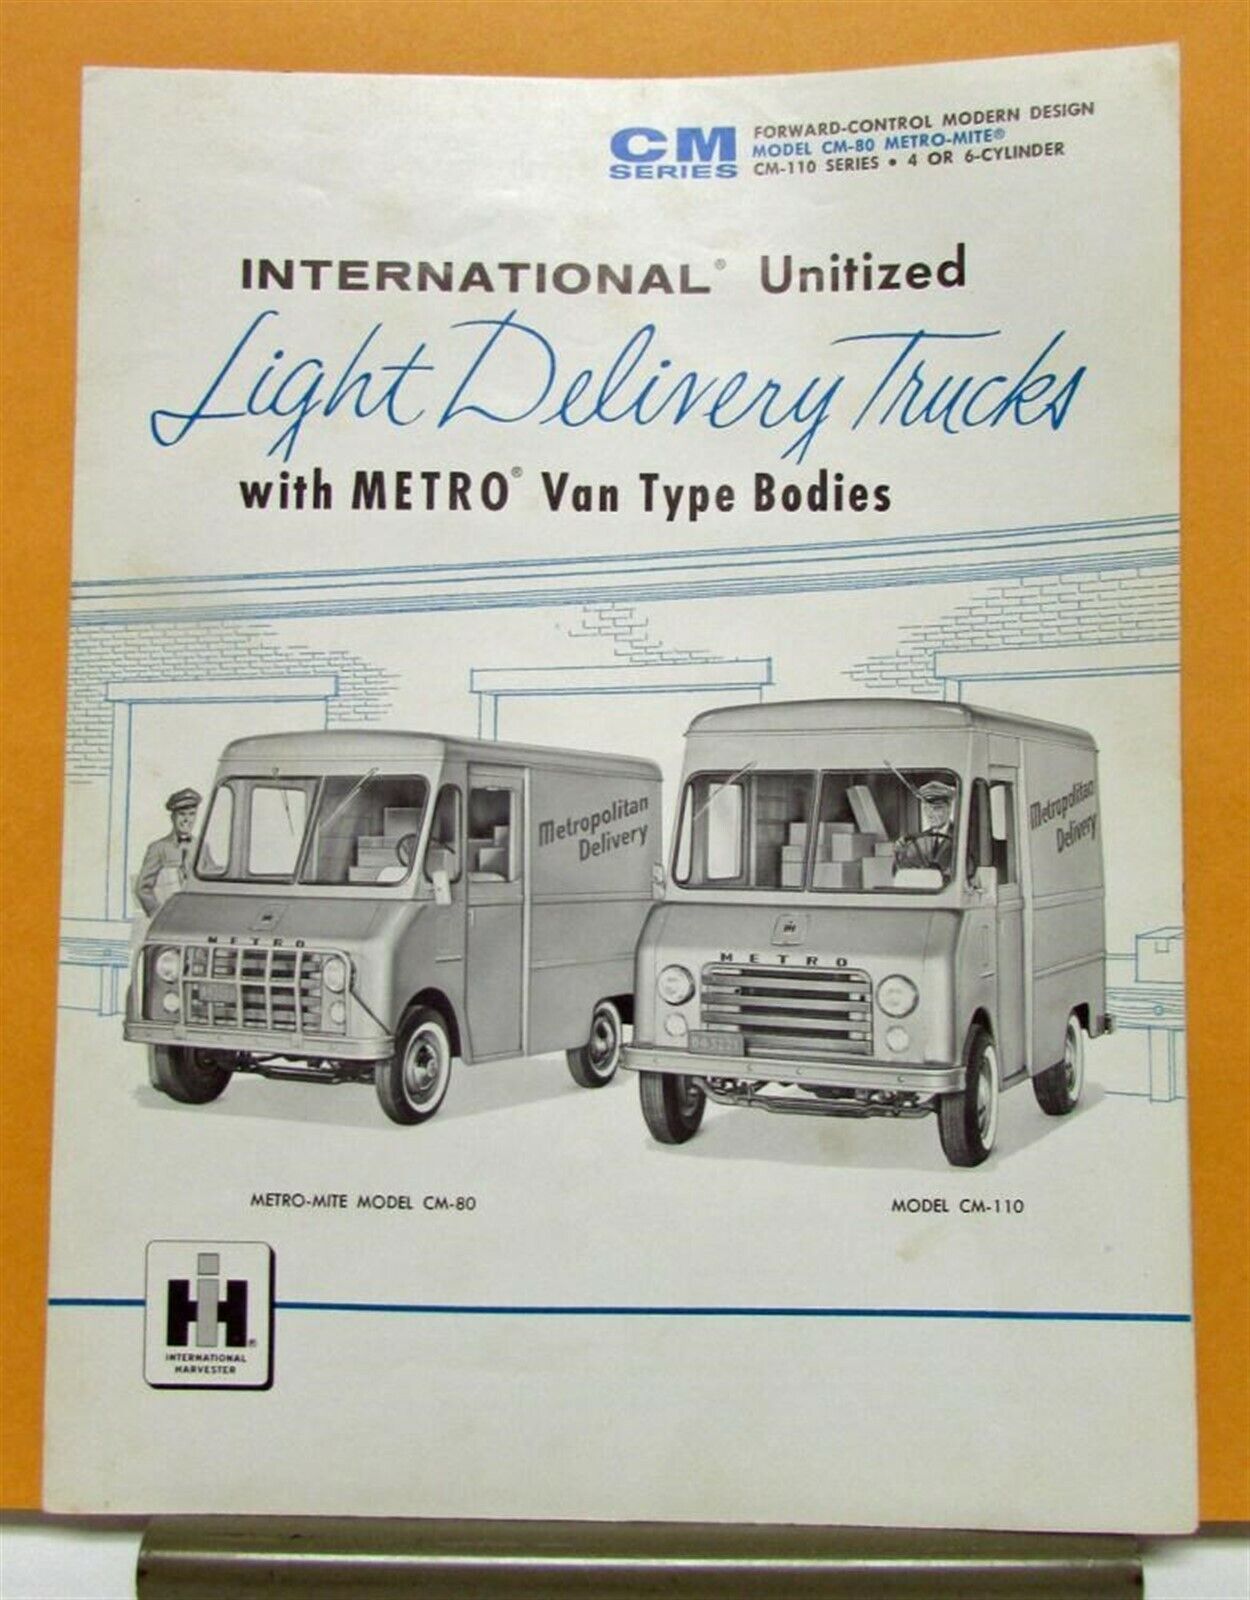 CM
SERIES
FORWARD-CONTROL MODERN DESIGN
MODEL CM-80 METRO-MITE®
CM-110 SERIES • 4 OR 6-CYLINDER
INTERNATIONAL® Unitized
Light Delivery Trucks
with METRO® Van Type Bodies
Metropolitan
Delivery
Metropolitan
Delivery
IH
METRO
IH
METRO
METRO-MITE MODEL CM-80
MODEL CM-110
IH®
INTERNATIONAL
HARVESTER